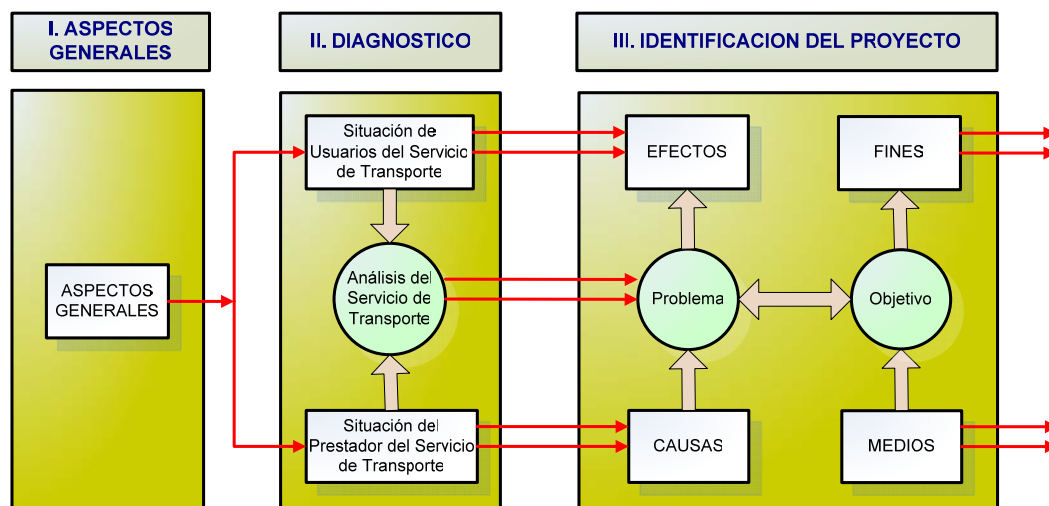 I. ASPECTOS
GENERALES
II. DIAGNOSTICO
III. IDENTIFICACION DEL PROYECTO
ASPECTOS
GENERALES
Situación de
Usuarios del Servicio
de Transporte
Análisis del
Servicio de
Transporte
Situación del
Prestador del Servicio
de Transporte
EFECTOS
Problema
CAUSAS
FINES
Objetivo
MEDIOS